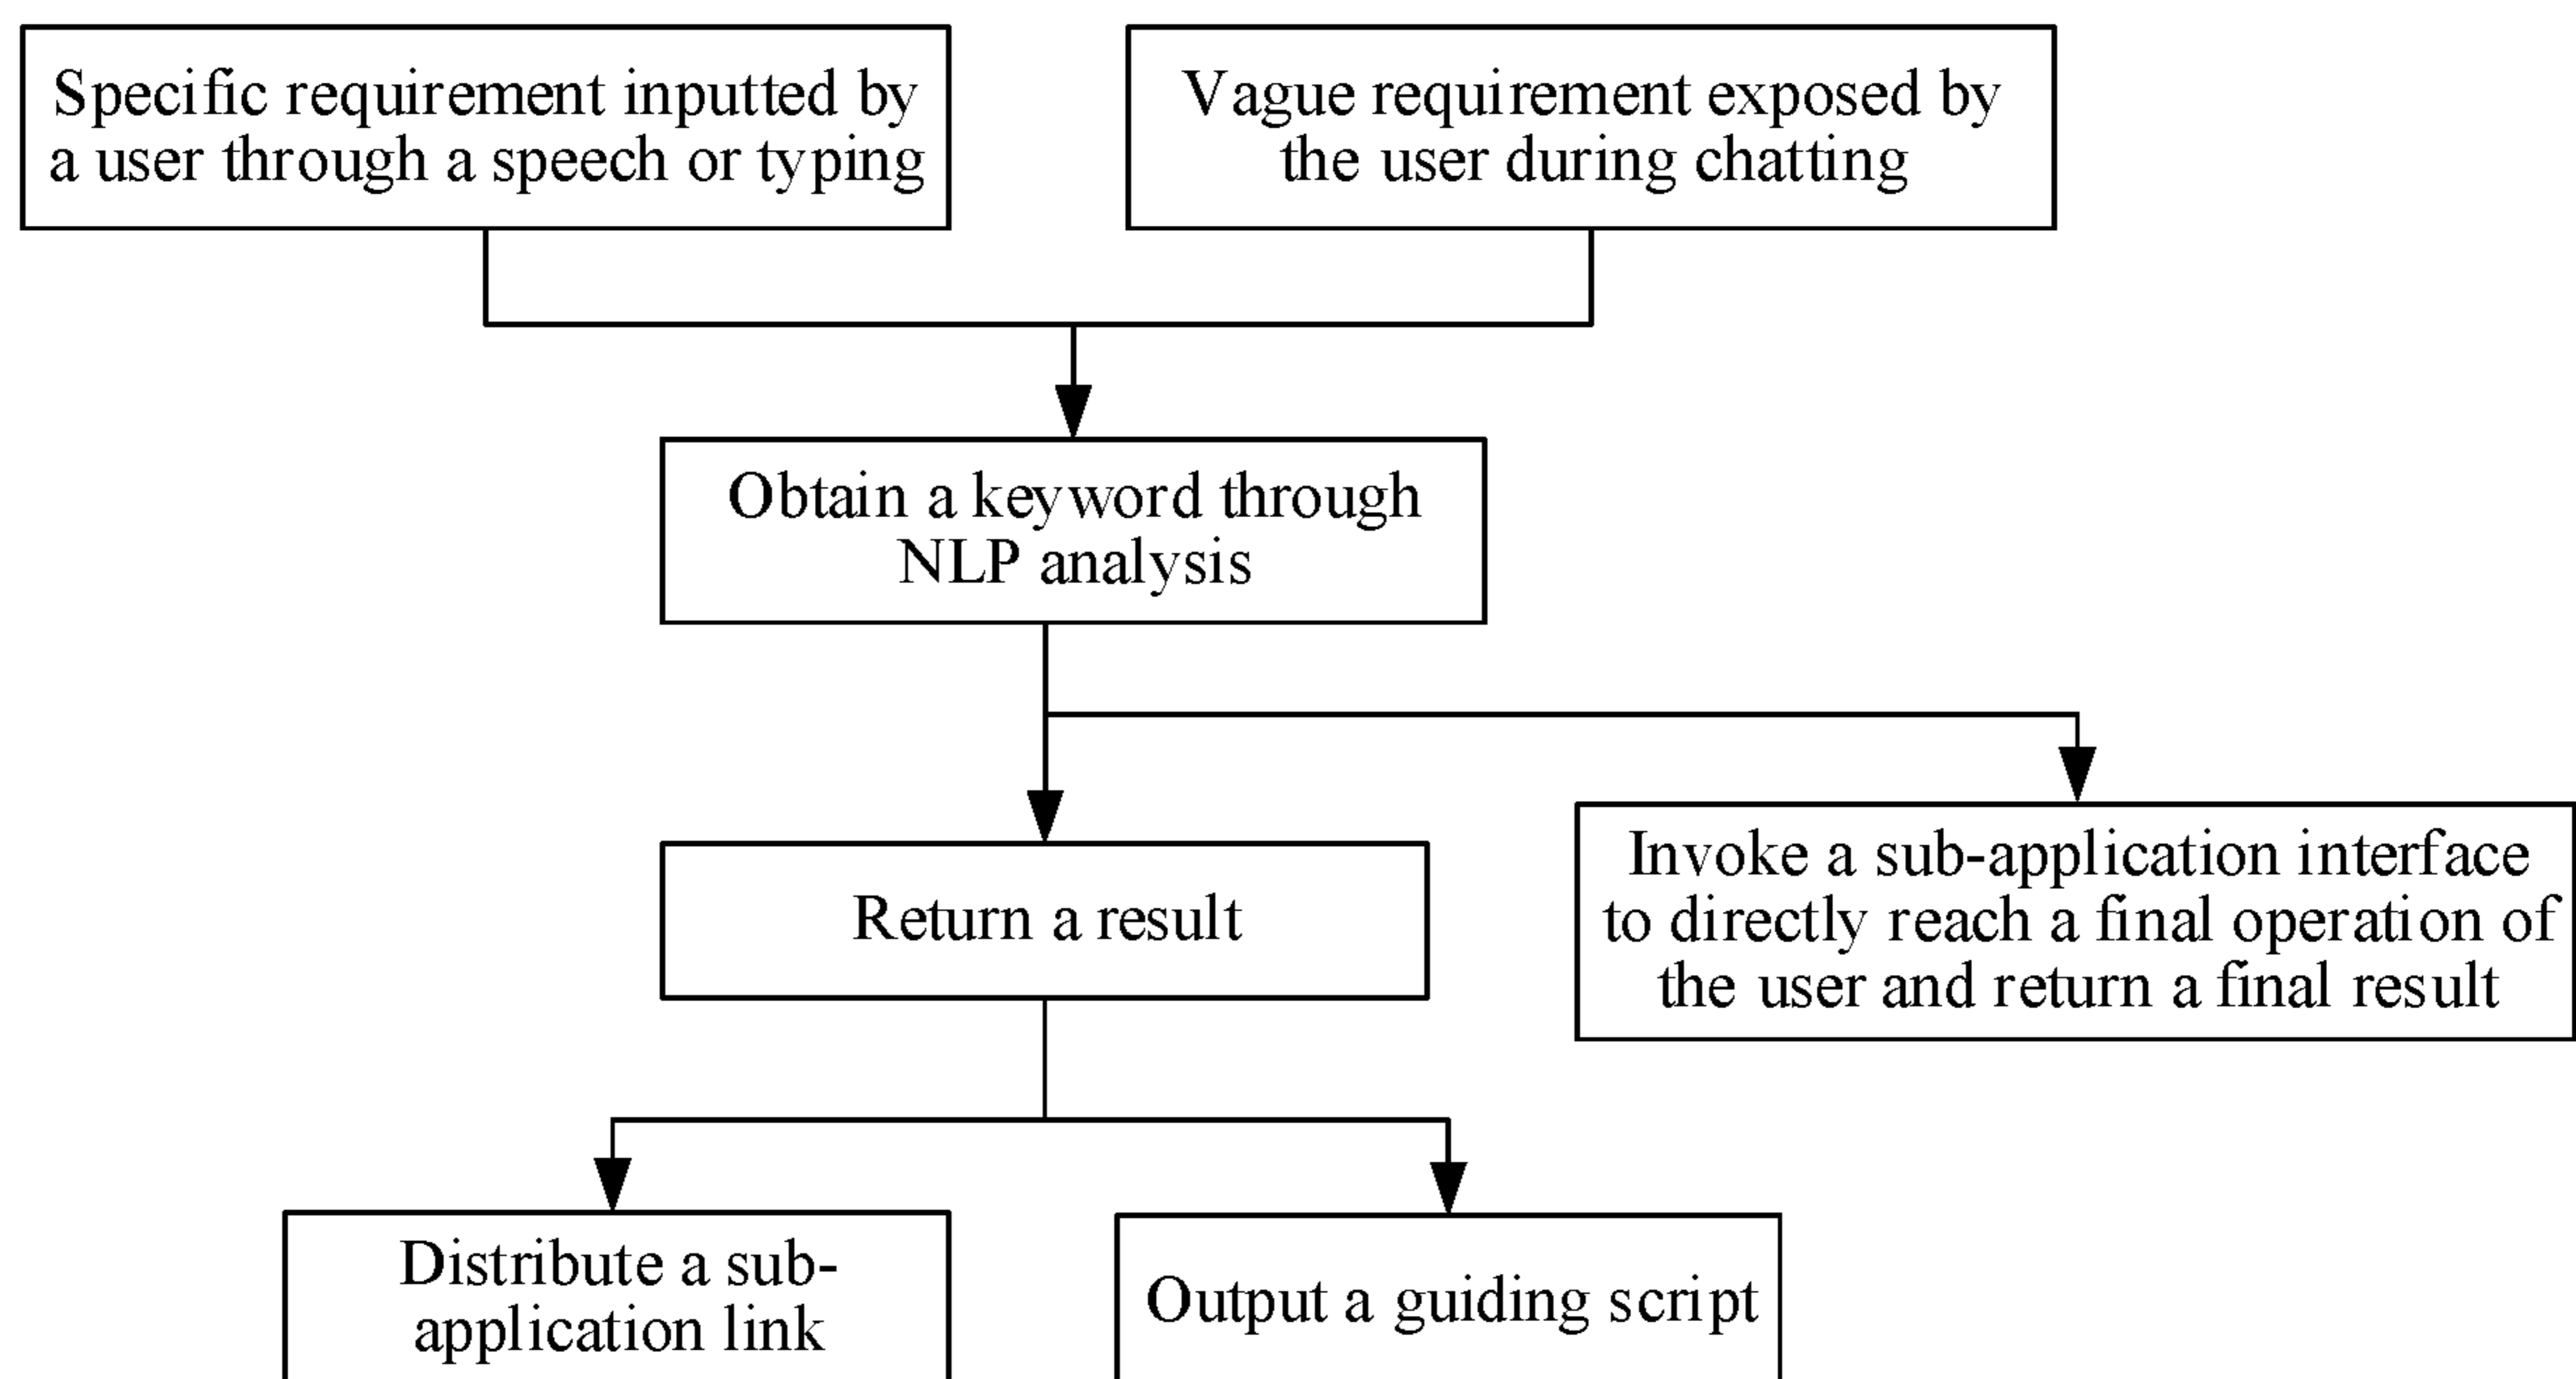 Specific requirement inputted by
a user through a speech or typing
Vague requirement exposed by
the user during chatting
Obtain a keyword through
NLP analysis
Return a result
Invoke a sub-application interface
to directly reach a final operation of
the user and return a final result
Distribute a sub-
application link
Output a guiding script